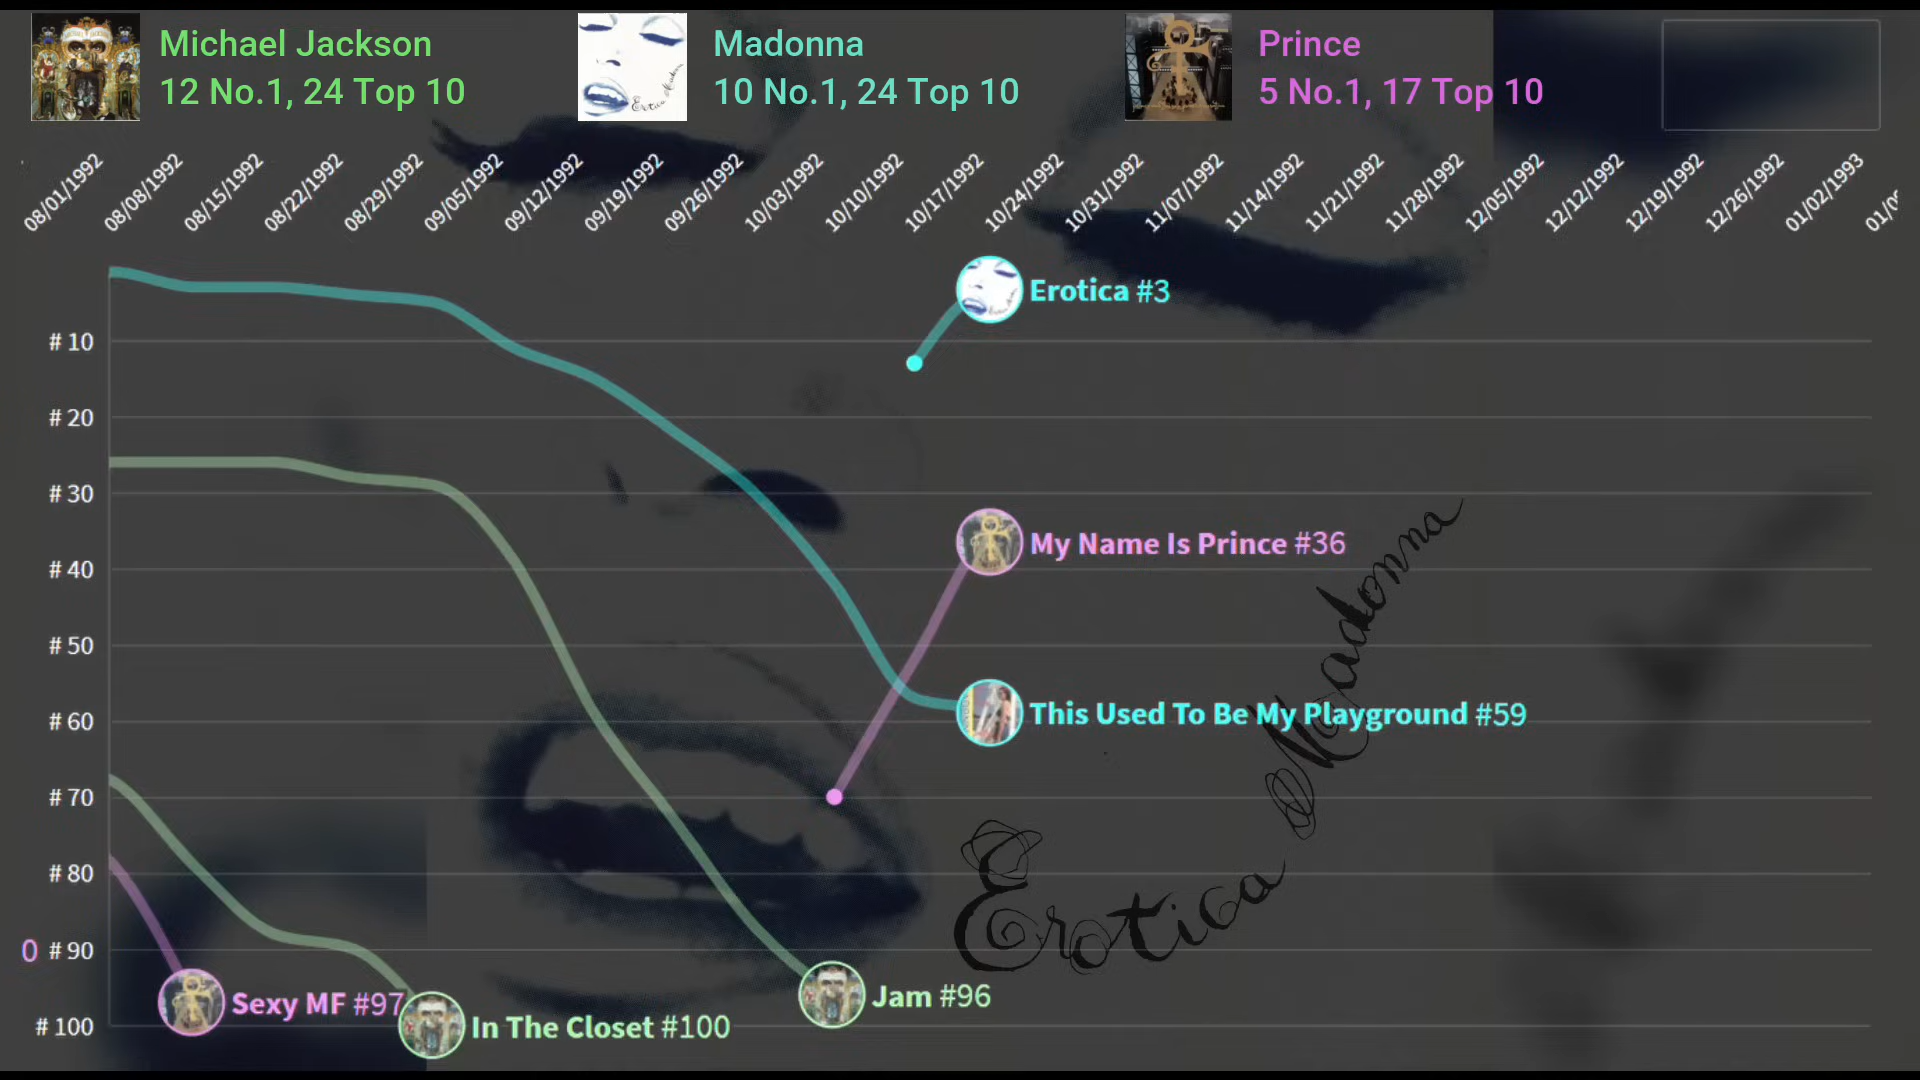 Michael Jackson
12 No.1, 24 Top 10
Madonna
10 No.1, 24 Top 10
Prince
5 No.1, 17 Top 10
08/01/1992
08/08/1992
08/15/1992
08/22/1992
08/29/1992
09/05/1992
09/12/1992
09/19/1992
09/26/1992
10/03/1992
10/10/1992
10/17/1992
10/24/1992
10/31/1992
11/07/1992
11/14/1992
11/21/1992
11/28/1992
12/05/1992
12/12/1992
12/19/1992
12/26/1992
01/02/1993
01/0
Erotica #3
# 10
# 20
# 30
My Name Is Prince #36
# 40
# 50
This Used To Be My Playground #59
# 60
# 70
# 80
0 # 90
Jam #96
Sexy MF #97
In The Closet #100
# 100
Erotica Madonna
Erotica Madonna